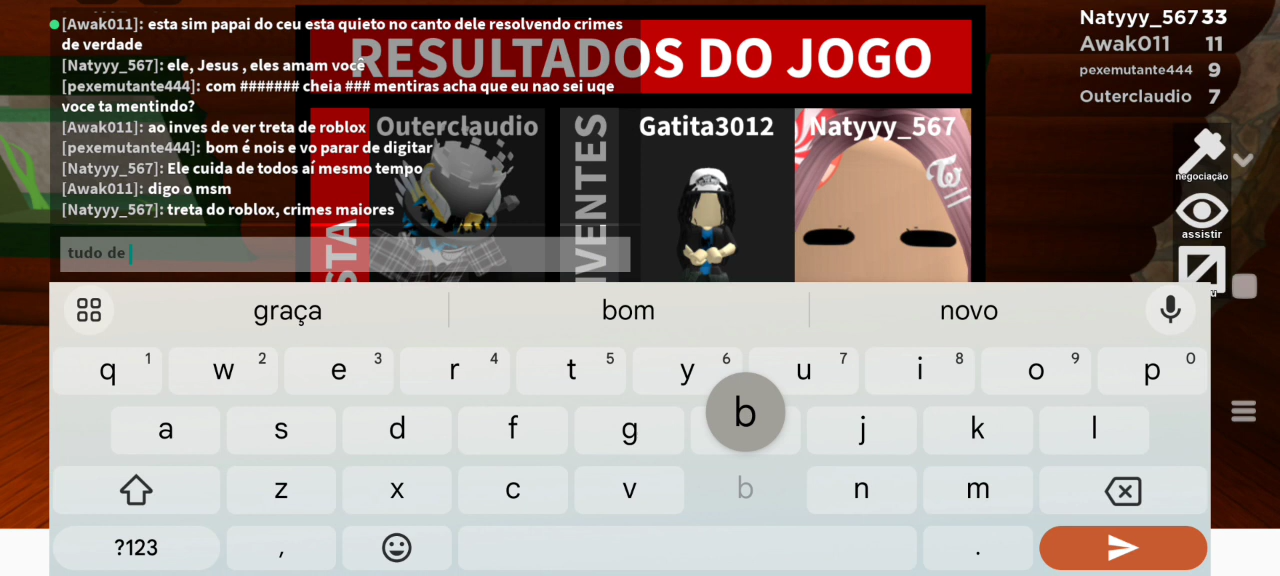 [Awak011]: esta sim papai do ceu esta quieto no canto dele resolvendo crimes
de verdade
[Natyyy_567]: ele, Jesus , eles amam você
[pexemutante444]: com ####### cheia ### mentiras acha que eu nao sei uqe
voce ta mentindo?
[Awak011]: ao inves de ver treta de roblox
[pexemutante444]: bom é nois e vo parar de digitar
[Natyyy_567]: Ele cuida de todos aí mesmo tempo
[Awak011]: digo o msm
[Natyyy_567]: treta do roblox, crimes maiores
tudo de
RESULTADOS DO JOGO
Outerclaudio
Gatita3012
Natyyy_567
Natyyy_567 33
Awak011 11
pexemutante444 9
Outerclaudio 7
negociação
assistir
graça bom novo
q 1 w 2 e 3 r 4 t 5 y 6 u 7 i 8 o 9 p 0
a s d f g b j k l
z x c v b n m
?123 , .